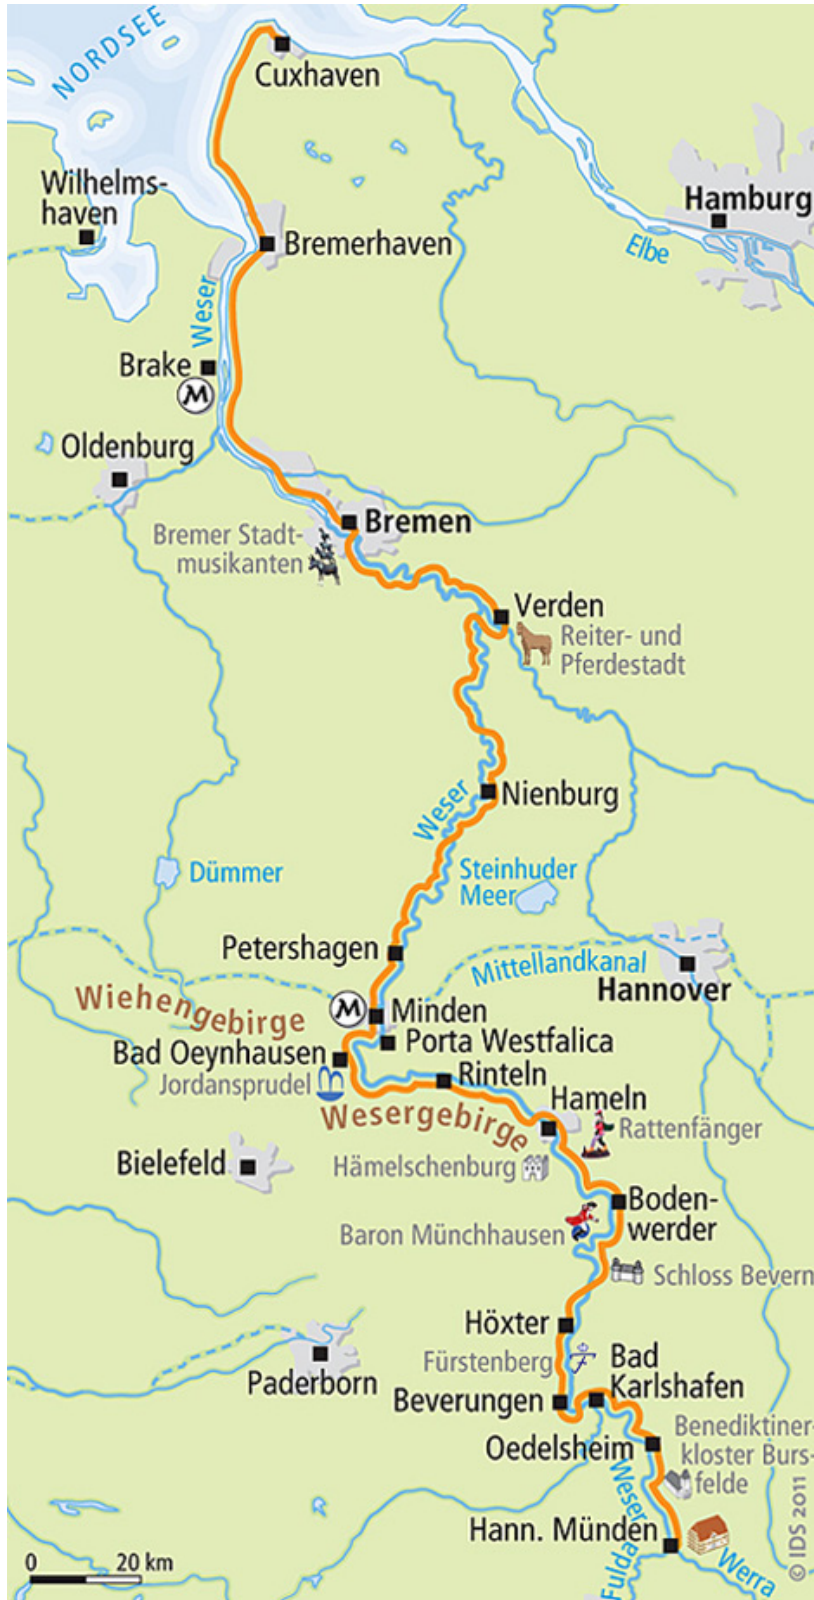 NORDSEE
Cuxhaven
Wilhelms-
haven
Hamburg
Bremerhaven
Elbe
Weser
Brake
M
Oldenburg
Bremen
Bremer Stadt-
musikanten
Verden
Reiter- und
Pferdestadt
Nienburg
Weser
Dümmer
Steinhuder
Meer
Petershagen
Mittellandkanal
Hannover
Wiehengebirge
M
Minden
Porta Westfalica
Bad Oeynhausen
Jordansprudel
Rinteln
Wesergebirge
Hameln
Rattenfänger
Bielefeld
Hämelschenburg
Boden-
werder
Baron Münchhausen
Schloss Bevern
Höxter
Fürstenberg
F
Bad
Karlshafen
Paderborn
Beverungen
Benediktiner-
kloster Burs-
felde
Oedelsheim
Weser
Hann. Münden
Fulda
Werra
0 20 km
© IDS 2011